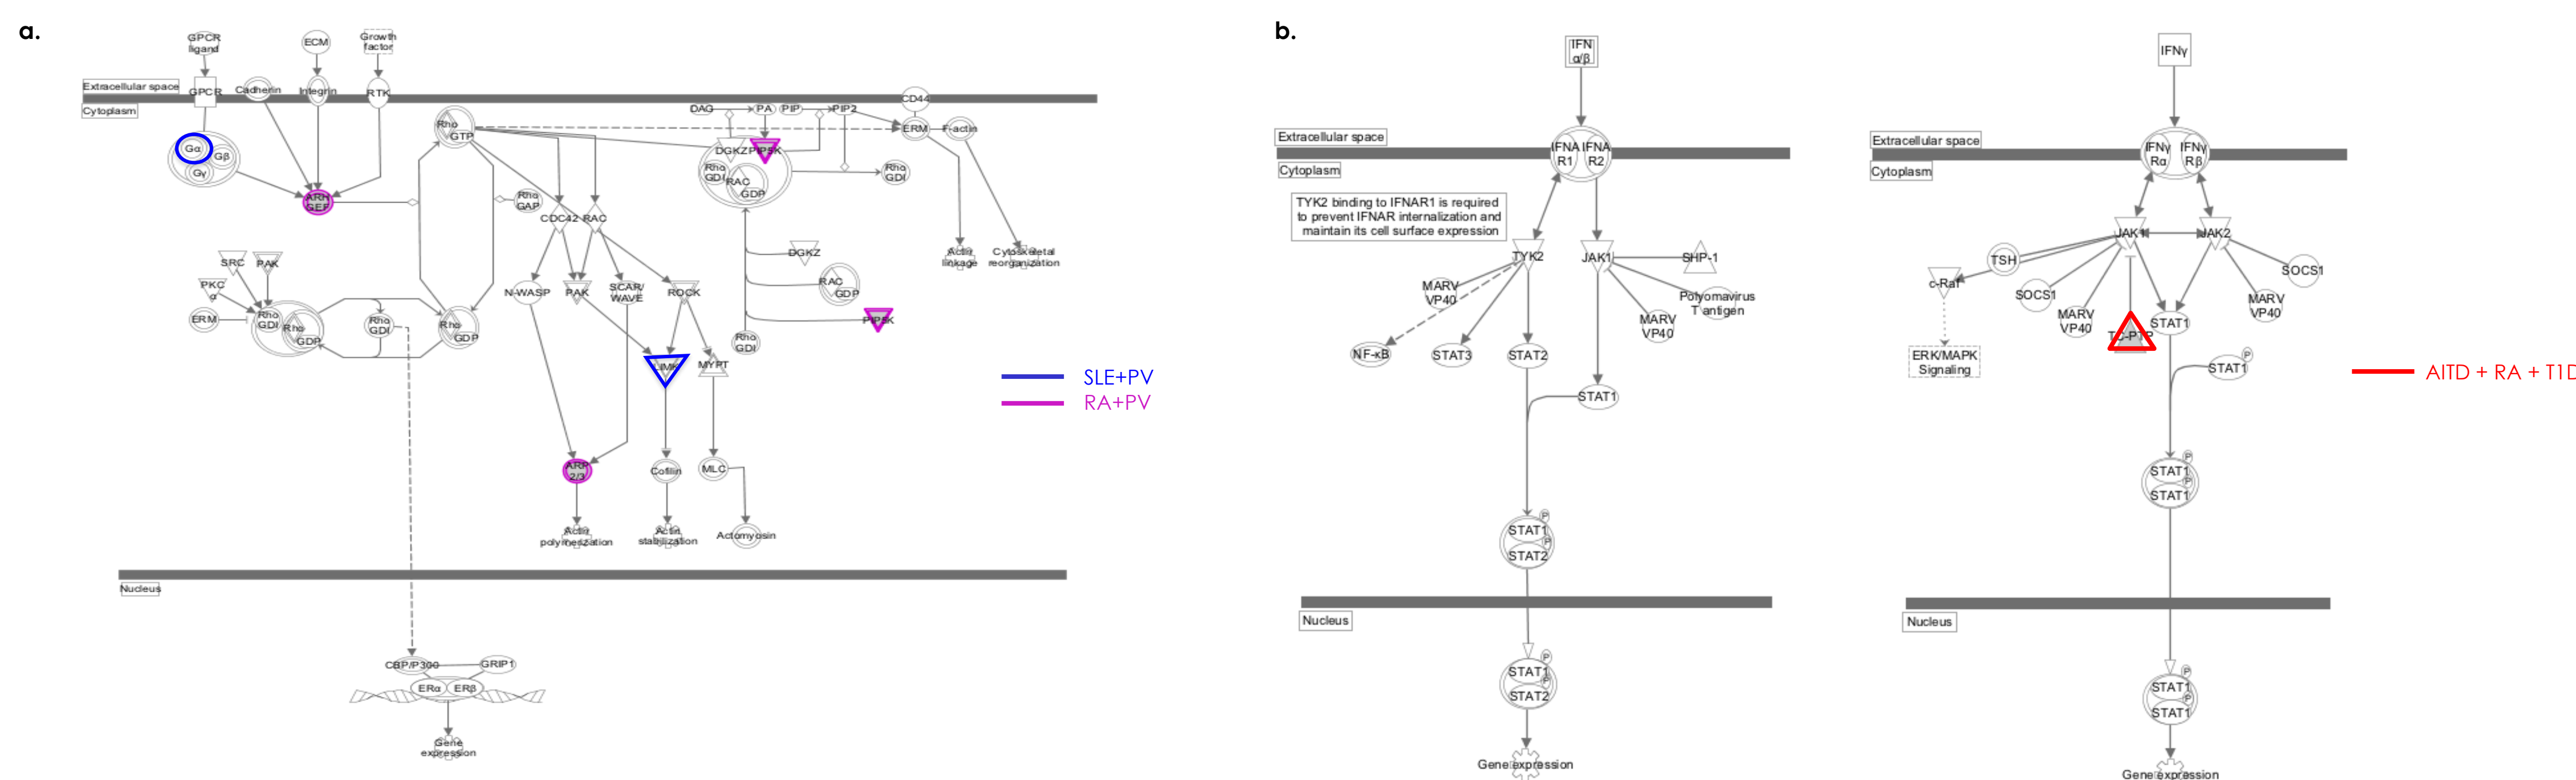 a.
GPCR
ligand
ECM
Growth
factor
Extracellular space
Cytoplasm
GPCR
Cadherin
Integrin
RTK
CD44
Gα
Gβ
Gγ
ARH
GEF
Rho
GTP
Rho
GAP
DAG
PA
PIP
PIP2
ERM
F-actin
DGKZ
PIP5K
Rho
GDI
RAC
GDP
Rho
GDI
CDC42
RAC
Actin
linkage
Cytoskeletal
reorganization
SRC
PAK
PKC
α
ERM
Rho
GDI
Rho
GDP
Rho
GDI
Rho
GDP
N-WASP
PAK
SCAR/
WAVE
ROCK
DGKZ
RAC
GDP
PIP5K
Rho
GDI
LIMK
MYPT
SLE+PV
RA+PV
ARP
2/3
Cofilin
MLC
Actin
polymerization
Actin
stabilization
Actomyosin
Nucleus
CBP/P300
GRIP1
ERα
ERβ
Gene
expression
b.
IFN
α/β
Extracellular space
Cytoplasm
IFNA
R1
IFNA
R2
TYK2 binding to IFNAR1 is required
to prevent IFNAR internalization and
maintain its cell surface expression
TYK2
JAK1
SHP-1
MARV
VP40
Polyomavirus
T antigen
MARV
VP40
NF-κB
STAT3
STAT2
STAT1
P
STAT1
P
STAT2
Nucleus
P
STAT1
P
STAT2
Gene expression
IFNγ
Extracellular space
Cytoplasm
IFNγ
Rα
IFNγ
Rβ
JAK1
JAK2
TSH
c-Raf
SOCS1
SOCS1
MARV
VP40
MARV
VP40
TC-PTP
STAT1
ERK/MAPK
Signaling
P
STAT1
AITD + RA + T1D
P
STAT1
P
STAT1
Nucleus
P
STAT1
P
STAT1
Gene expression